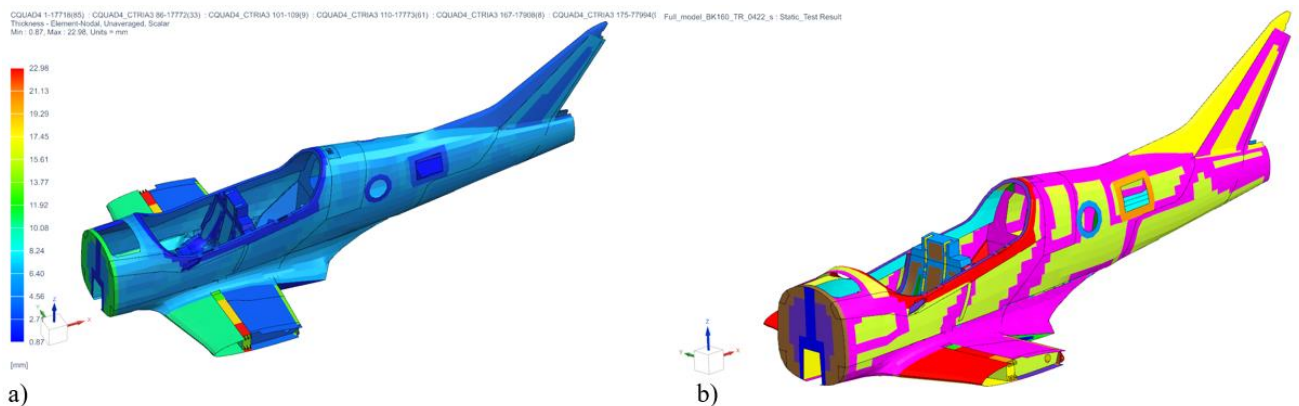 CQUAD4 1-17718(85) : CQUAD4_CTRIA3 86-17772(33) : CQUAD4_CTRIA3 101-109(9) : CQUAD4_CTRIA3 110-17773(61) : CQUAD4_CTRIA3 167-17908(8) : CQUAD4_CTRIA3 175-77994(
Thickness - Element-Nodal, Unaveraged, Scalar
Min : 0.87, Max : 22.98, Units = mm
Full_model_BK160_TR_0422_s : Static_Test Result
22.98
21.13
19.29
17.45
15.61
13.77
11.92
10.08
8.24
6.40
4.56
2.71
0.87
[mm]
Z
Y
X
Z
Y
X
a)
b)